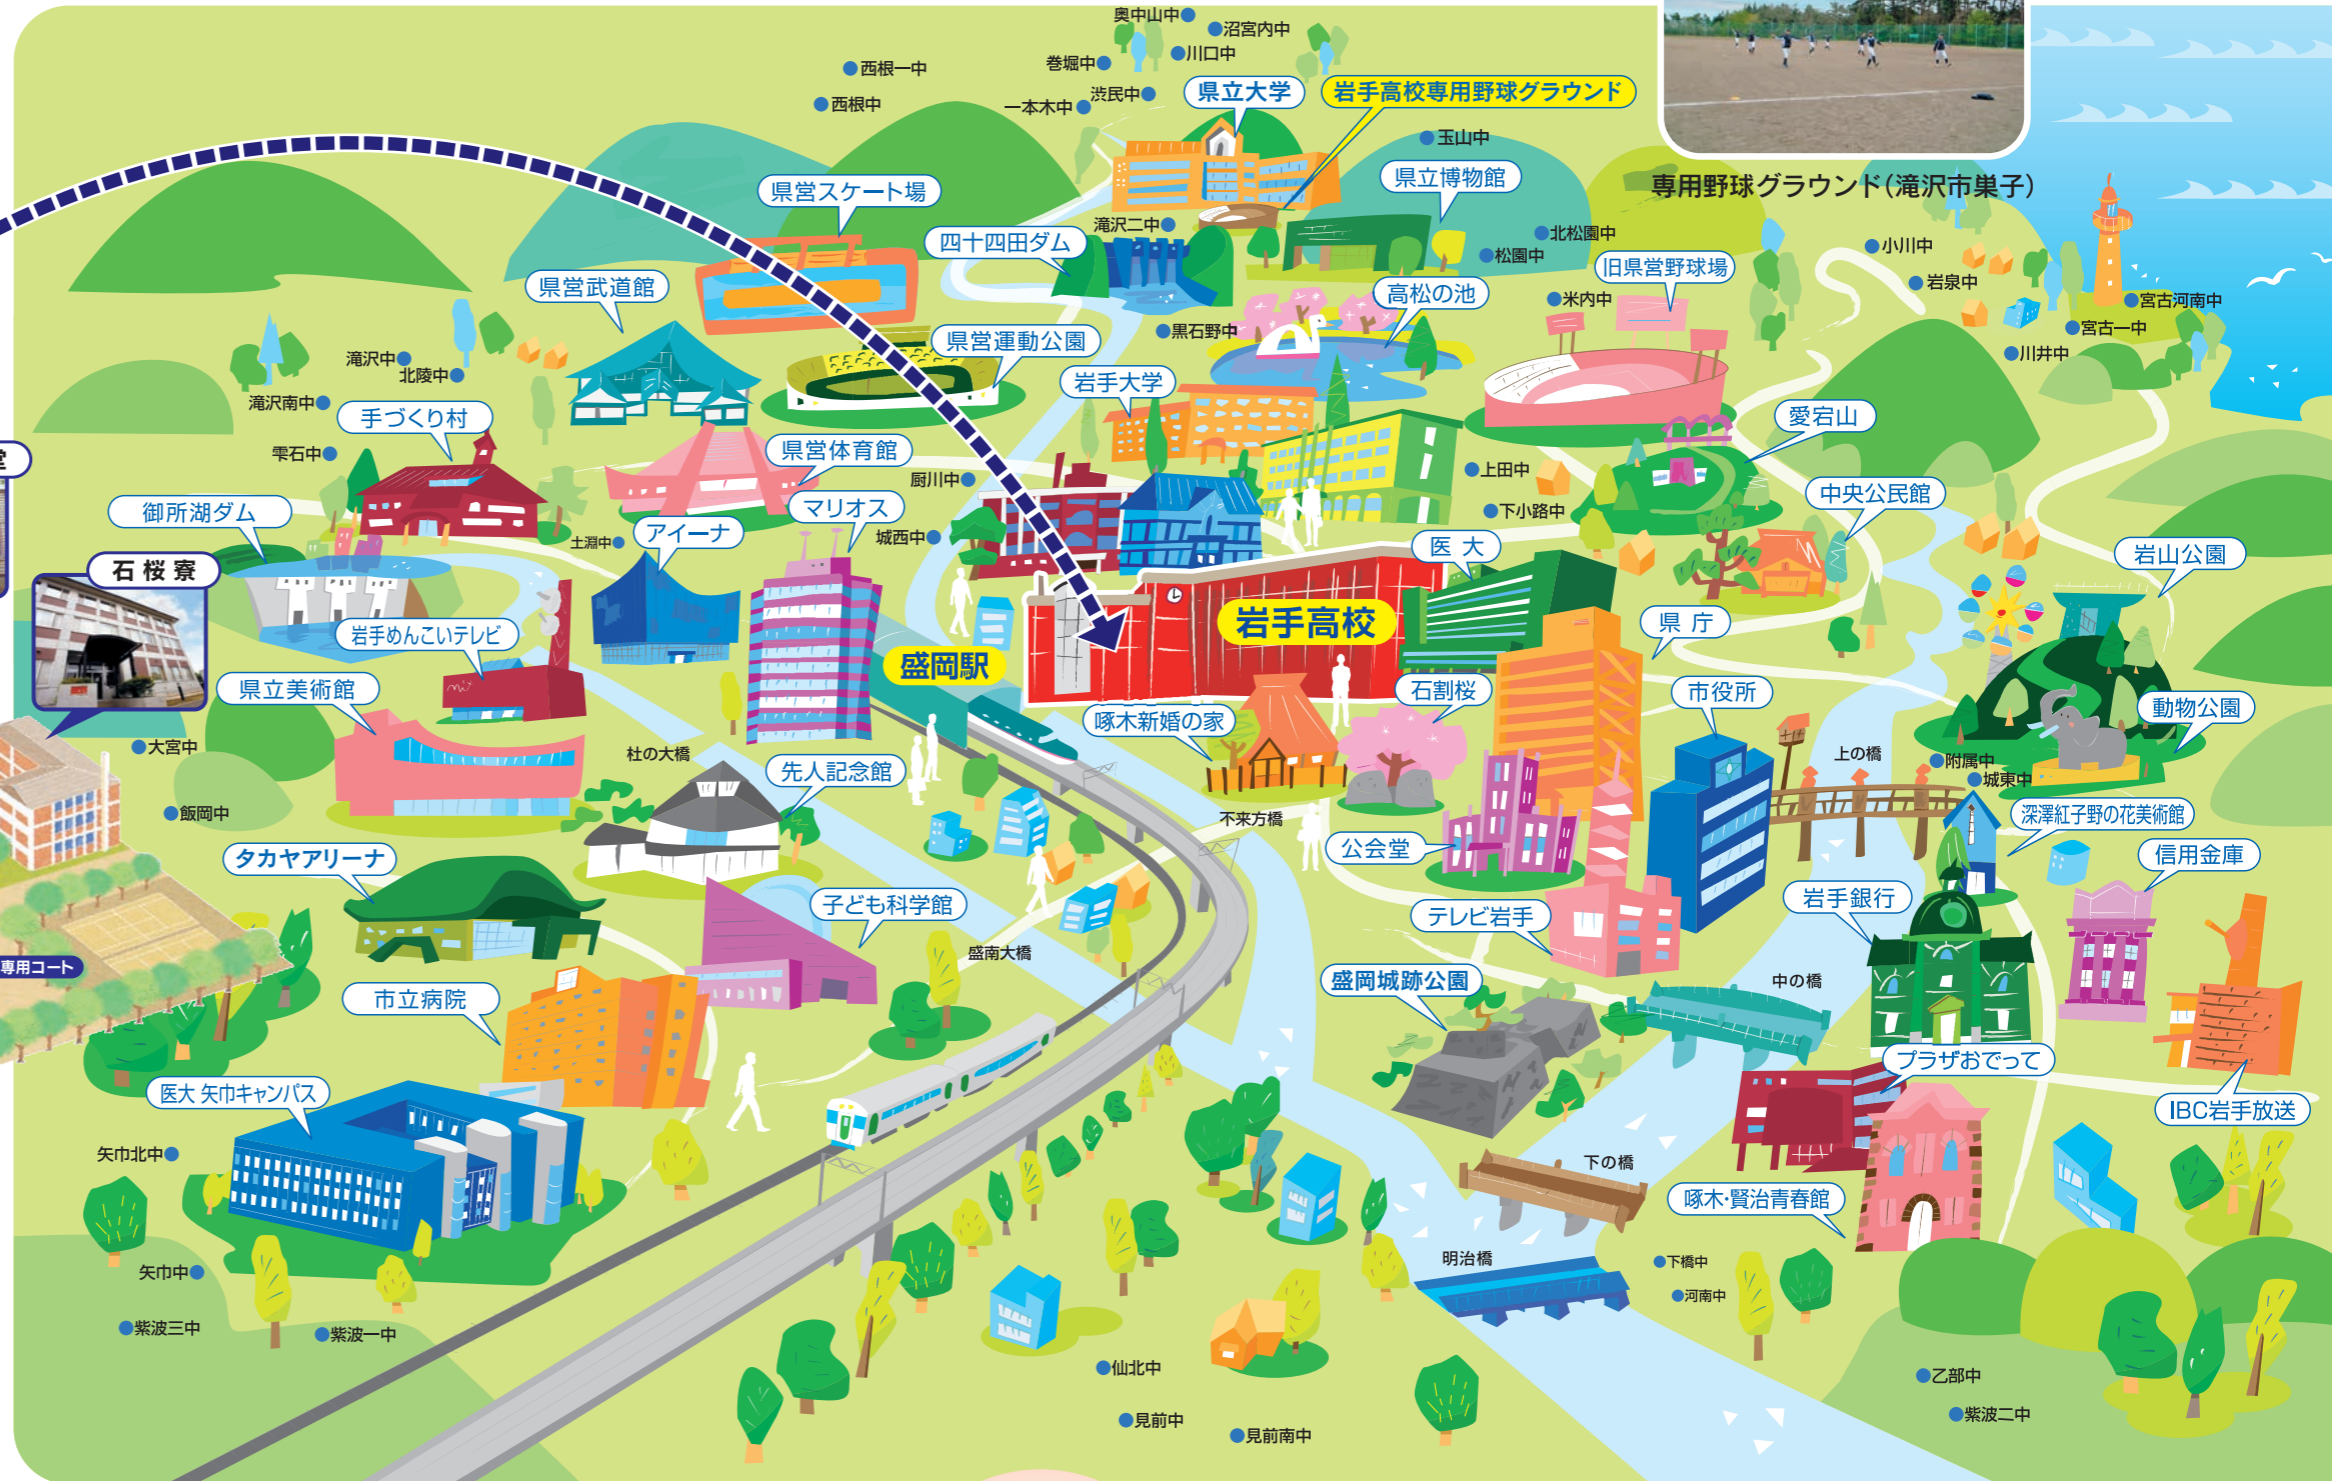 奥中山中
沼宮内中
川口中
巻堀中
西根一中
西根中
渋民中
一本木中
県立大学
岩手高校専用野球グラウンド
玉山中
県立博物館
専用野球グラウンド(滝沢市巣子)
県営スケート場
滝沢二中
四十四田ダム
北松園中
松園中
小川中
岩泉中
旧県営野球場
県営武道館
高松の池
米内中
宮古河南中
宮古一中
川井中
黒石野中
県営運動公園
滝沢中
北陵中
岩手大学
滝沢南中
手づくり村
愛宕山
雫石中
県営体育館
厨川中
上田中
中央公民館
御所湖ダム
マリオス
下小路中
土淵中
アイーナ
城西中
医大
岩山公園
石桜寮
岩手高校
県庁
岩手めんこいテレビ
盛岡駅
県立美術館
石割桜
市役所
動物公園
啄木新婚の家
大宮中
杜の大橋
上の橋
附属中
城東中
先人記念館
飯岡中
不来方橋
深澤紅子野の花美術館
公会堂
信用金庫
タカヤアリーナ
岩手銀行
子ども科学館
テレビ岩手
盛南大橋
専用コート
盛岡城跡公園
中の橋
市立病院
プラザおでって
医大 矢巾キャンパス
IBC岩手放送
矢巾北中
下の橋
啄木・賢治青春館
明治橋
下橋中
矢巾中
河南中
紫波三中
紫波一中
仙北中
乙部中
見前中
紫波二中
見前南中